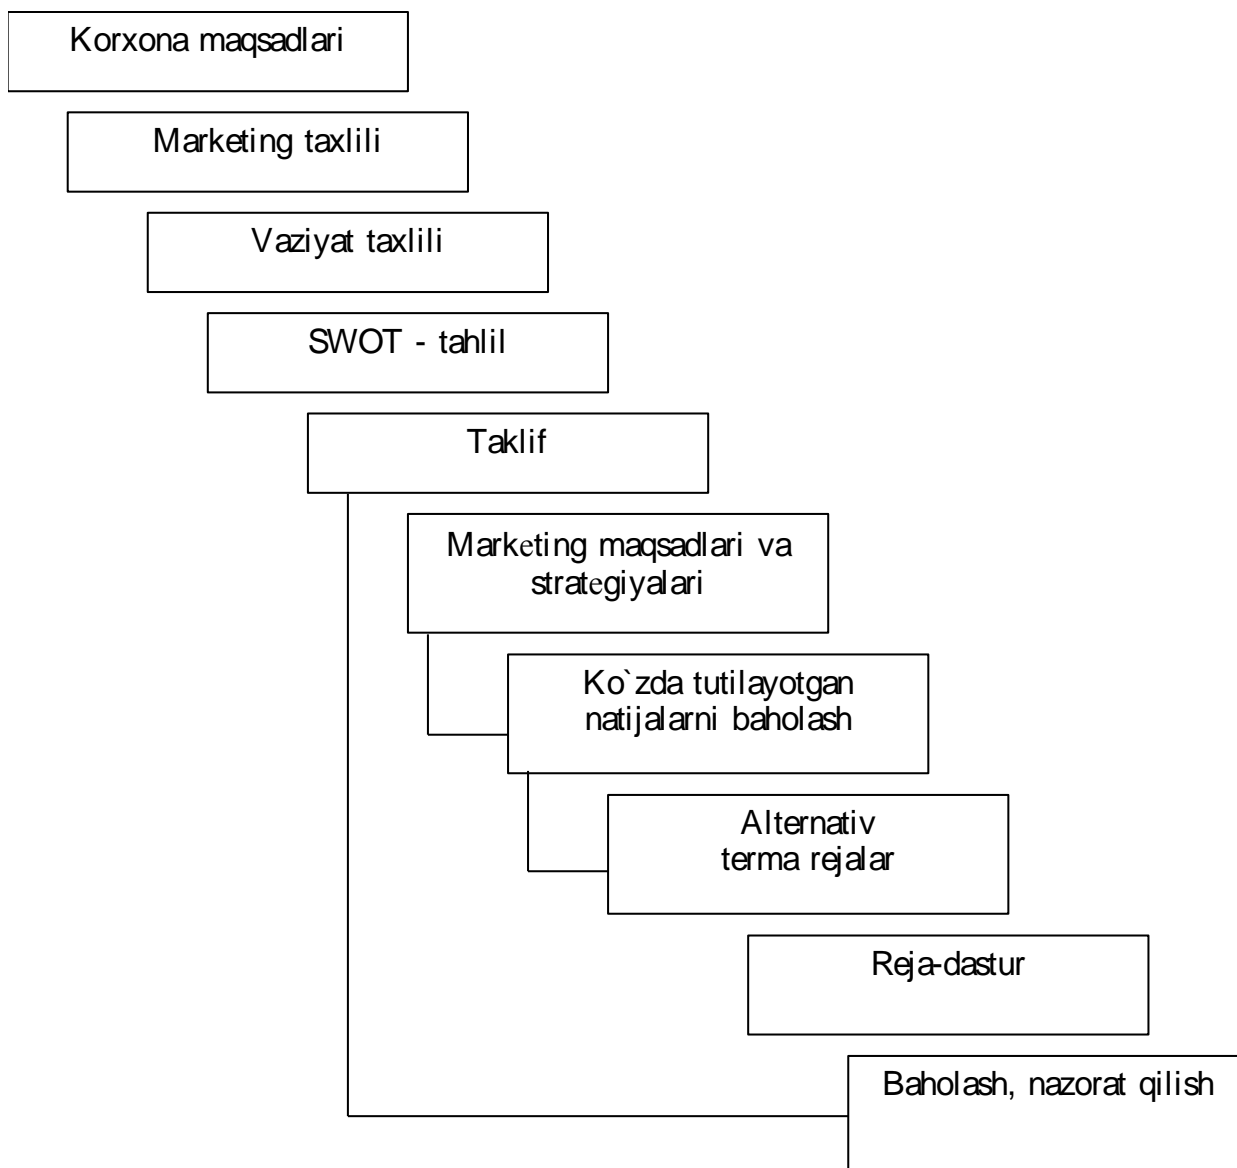 Korxona maqsadlari
Marketing taxlili
Vaziyat taxlili
SWOT - tahlil
Taklif
Marketing maqsadlari va
strategiyalari
Ko`zda tutilayotgan
natijalarni baholash
Alternativ
terma rejalar
Reja-dastur
Baholash, nazorat qilish